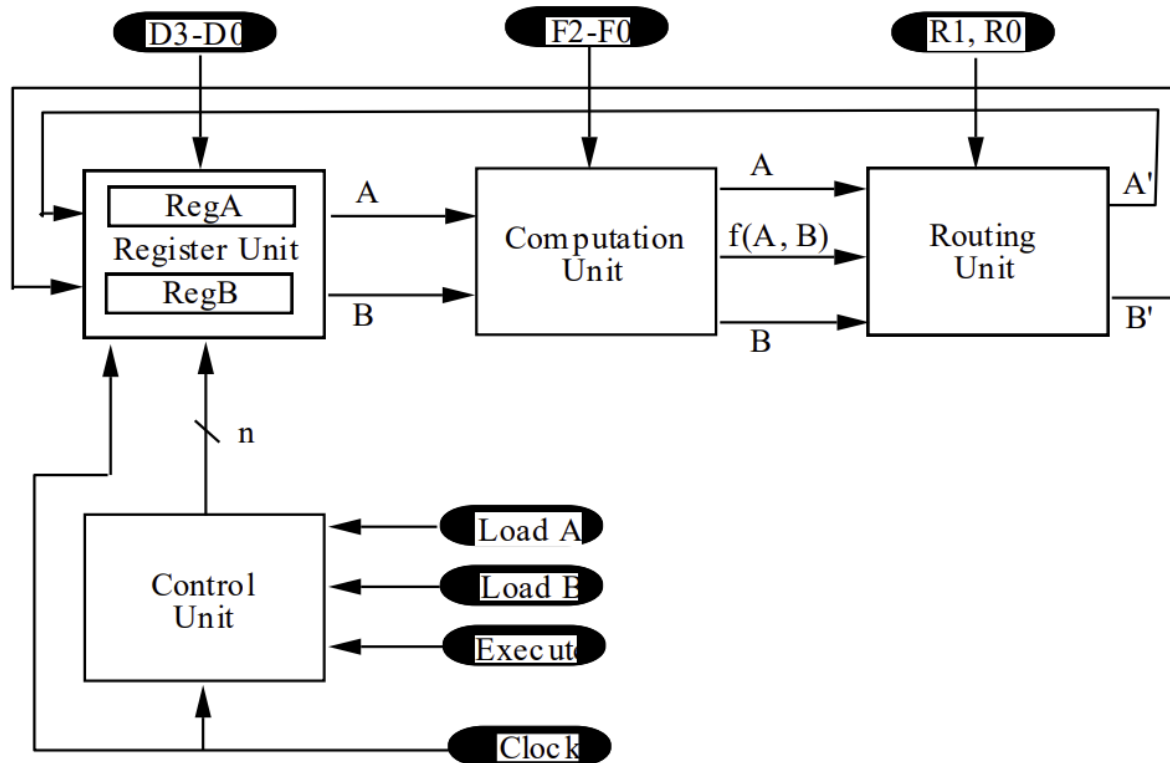 D3-D0
F2-F0
R1, R0
RegA
Register Unit
RegB
A
B
Computation
Unit
A
f(A, B)
B
Routing
Unit
A'
B'
n
Control
Unit
Load A
Load B
Execute
Clock